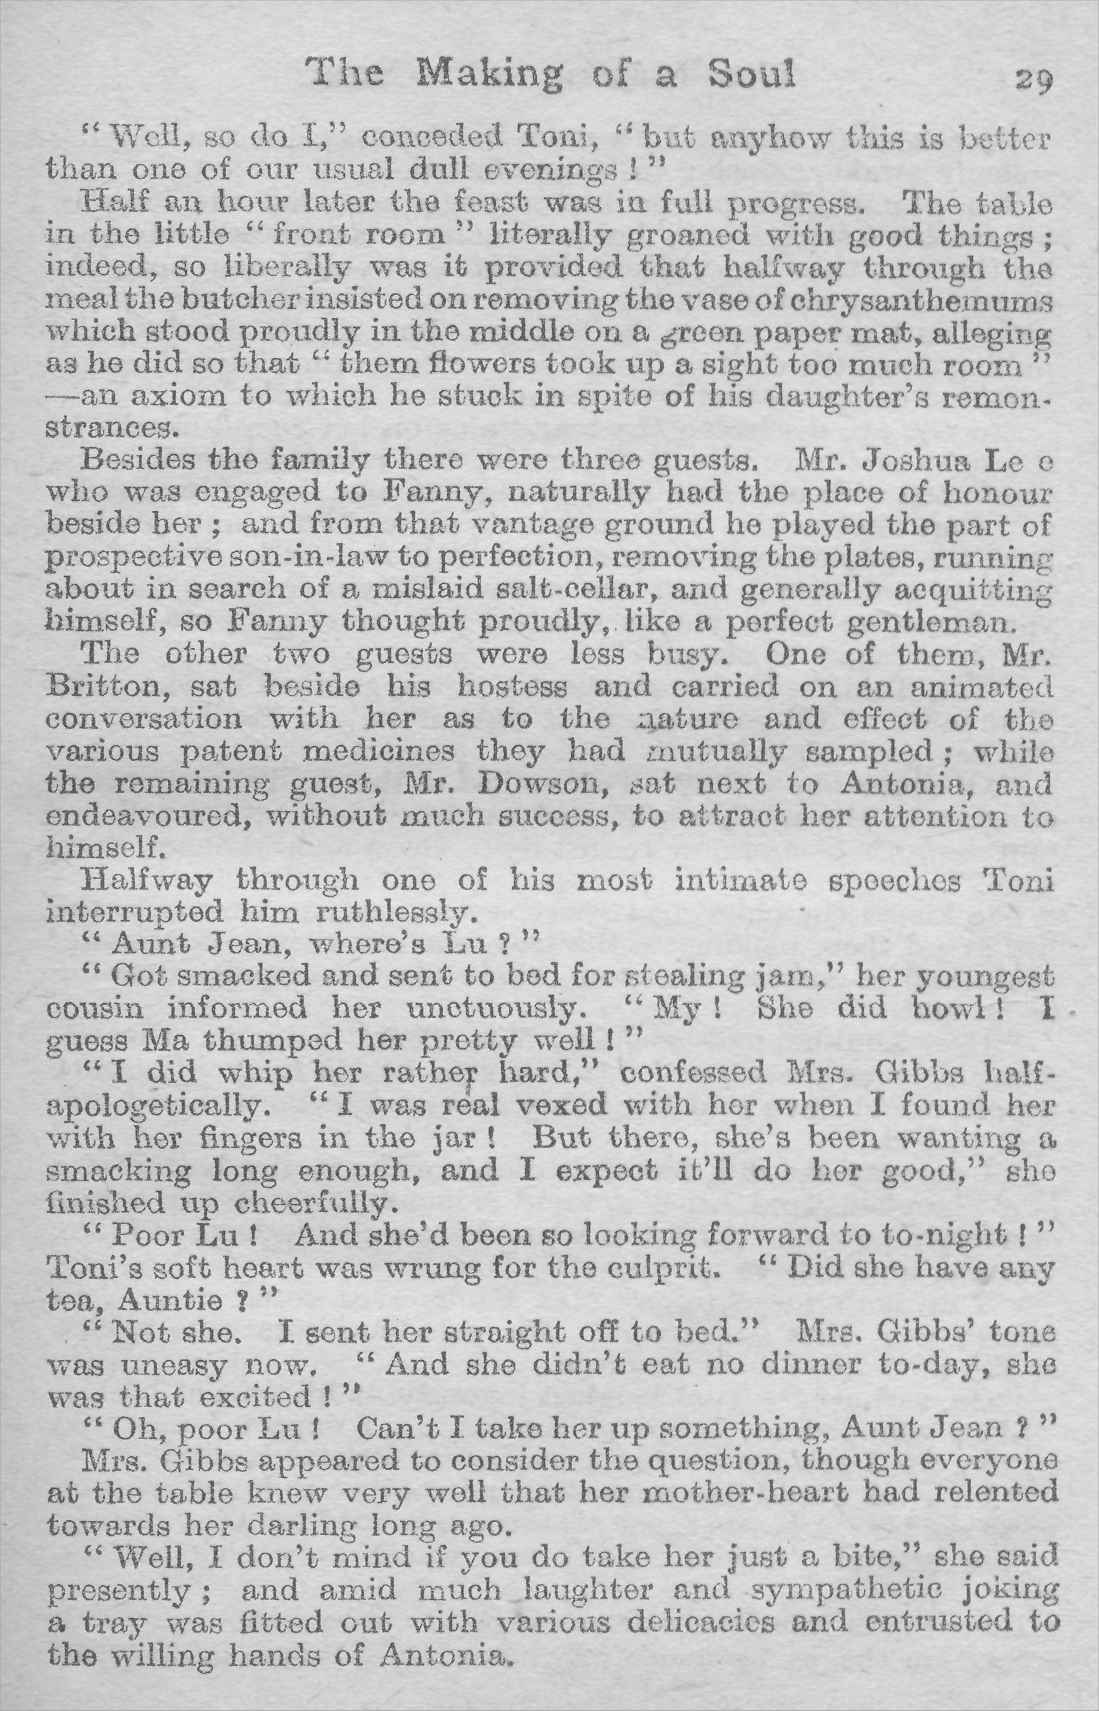 The Making of a Soul 29
“ Well, so do I,” conceded Toni, “ but anyhow this is better
than one of our usual dull evenings ! ”
Half an hour later the feast was in full progress. The table
in the little “ front room ” literally groaned with good things ;
indeed, so liberally was it provided that halfway through the
meal the butcher insisted on removing the vase of chrysanthemums
which stood proudly in the middle on a green paper mat, alleging
as he did so that “ them flowers took up a sight too much room ”
—an axiom to which he stuck in spite of his daughter’s remon-
strances.
Besides the family there were three guests. Mr. Joshua Le e
who was engaged to Fanny, naturally had the place of honour
beside her ; and from that vantage ground he played the part of
prospective son-in-law to perfection, removing the plates, running
about in search of a mislaid salt-cellar, and generally acquitting
himself, so Fanny thought proudly, like a perfect gentleman.
The other two guests were less busy. One of them, Mr.
Britton, sat beside his hostess and carried on an animated
conversation with her as to the nature and effect of the
various patent medicines they had mutually sampled ; while
the remaining guest, Mr. Dowson, sat next to Antonia, and
endeavoured, without much success, to attract her attention to
himself.
Halfway through one of his most intimate speeches Toni
interrupted him ruthlessly.
“ Aunt Jean, where’s Lu ? ”
“ Got smacked and sent to bed for stealing jam,” her youngest
cousin informed her unctuously. “ My ! She did howl ! I
guess Ma thumped her pretty well ! ”
“ I did whip her rather hard,” confessed Mrs. Gibbs half-
apologetically. “ I was real vexed with her when I found her
with her fingers in the jar ! But there, she’s been wanting a
smacking long enough, and I expect it’ll do her good,” she
finished up cheerfully.
“ Poor Lu ! And she’d been so looking forward to to-night ! ”
Toni’s soft heart was wrung for the culprit. “ Did she have any
tea, Auntie ? ”
“ Not she. I sent her straight off to bed.” Mrs. Gibbs’ tone
was uneasy now. “ And she didn’t eat no dinner to-day, she
was that excited ! ”
“ Oh, poor Lu ! Can’t I take her up something, Aunt Jean ? ”
Mrs. Gibbs appeared to consider the question, though everyone
at the table knew very well that her mother-heart had relented
towards her darling long ago.
“ Well, I don’t mind if you do take her just a bite,” she said
presently ; and amid much laughter and sympathetic joking
a tray was fitted out with various delicacies and entrusted to
the willing hands of Antonia.